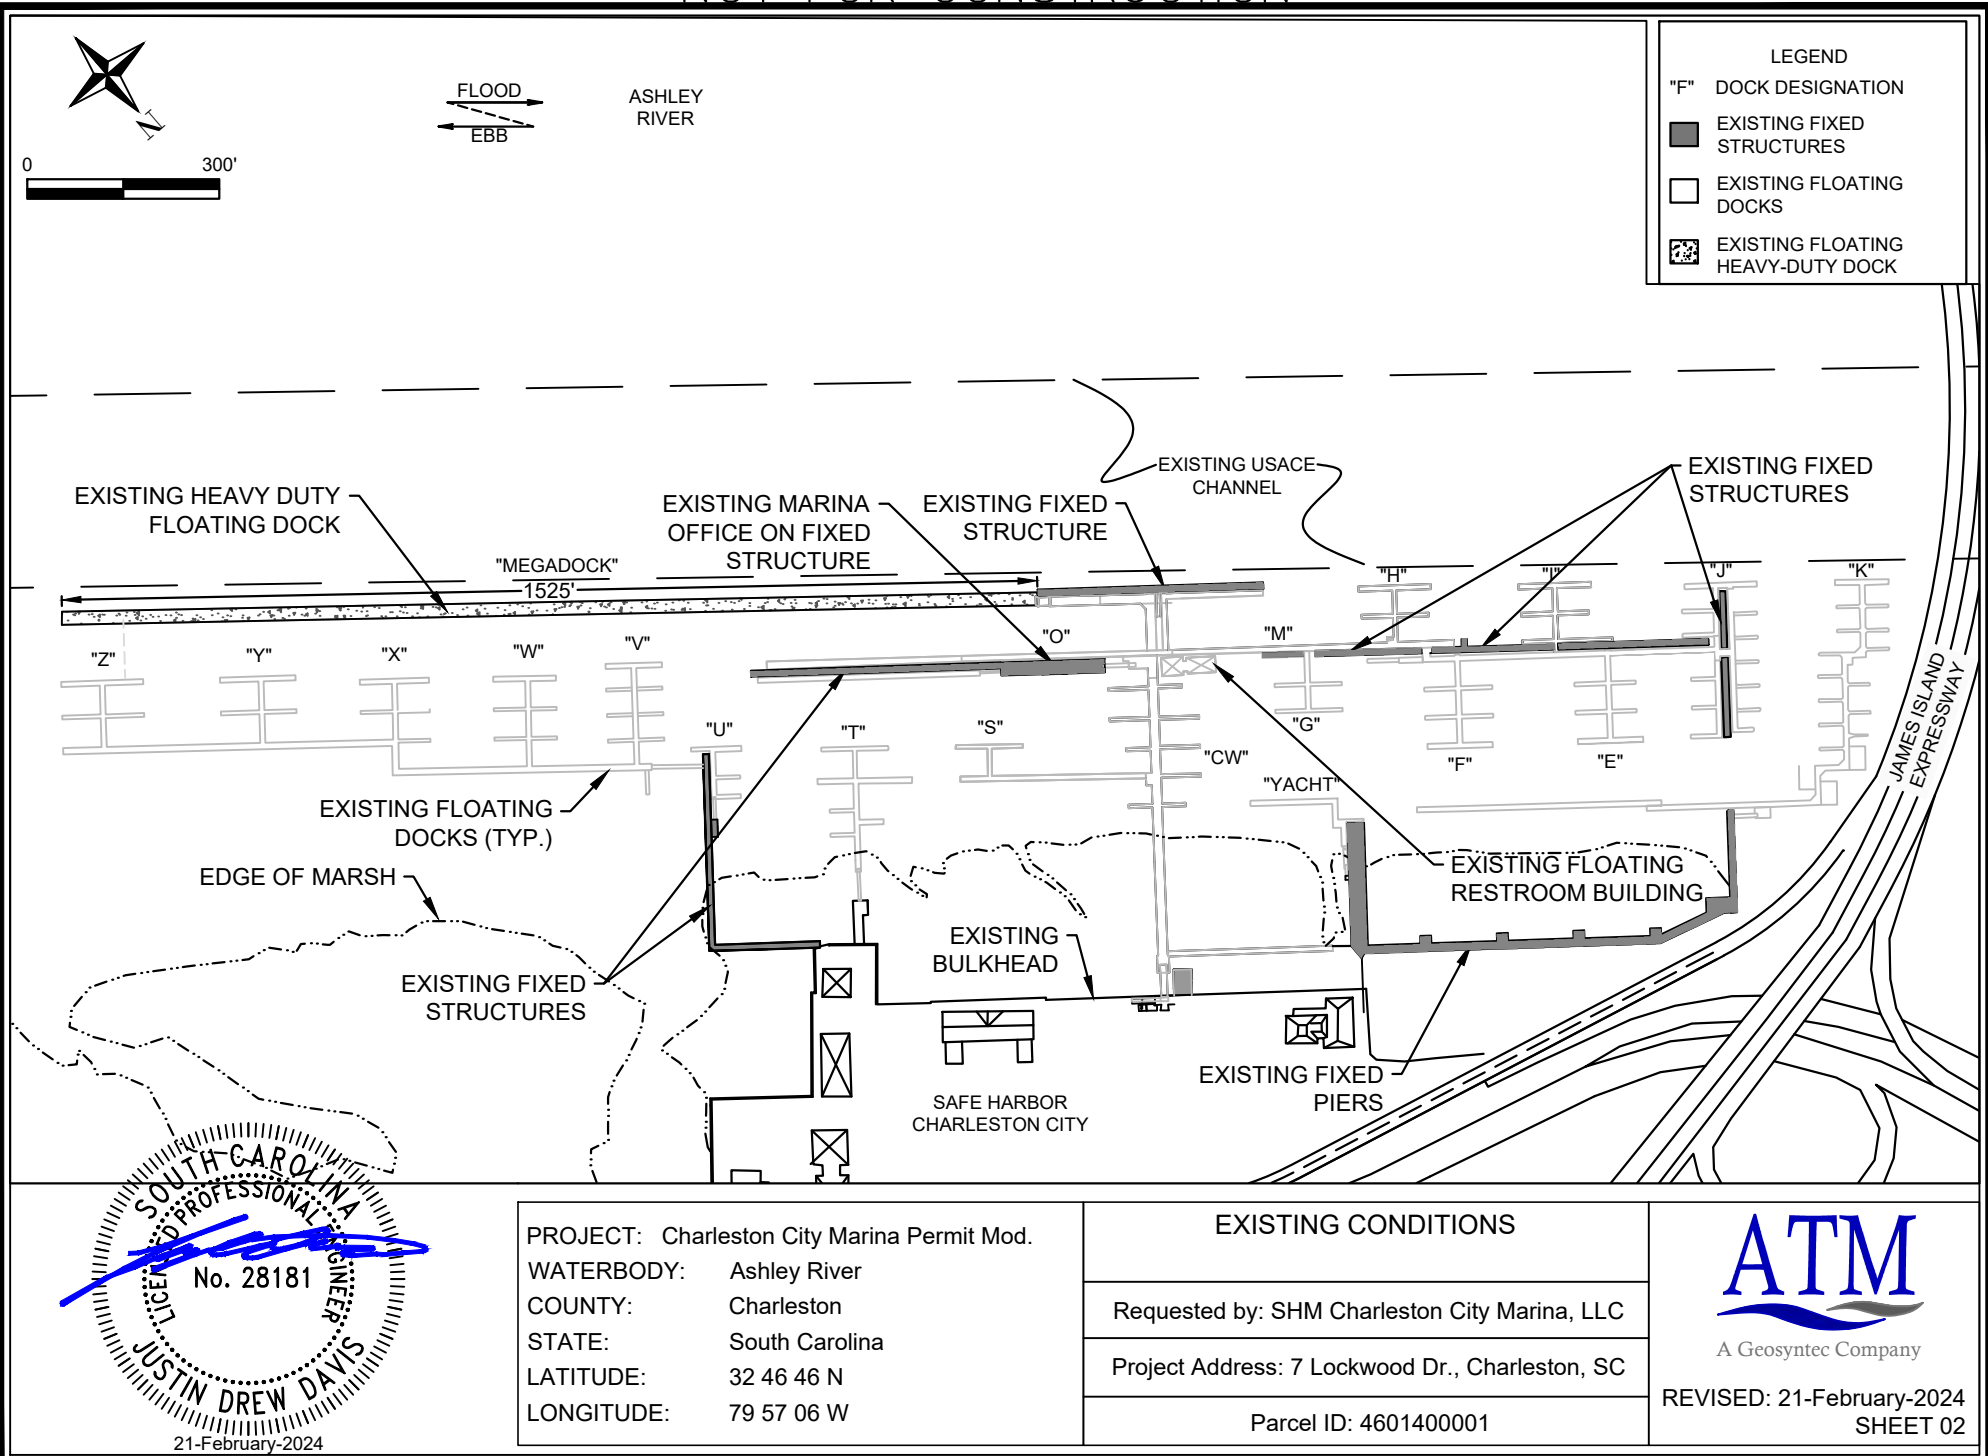 NOT FOR CONSTRUCTION
N
0 300'
FLOOD
EBB
ASHLEY
RIVER
LEGEND
"F" DOCK DESIGNATION
EXISTING FIXED
STRUCTURES
EXISTING FLOATING
DOCKS
EXISTING FLOATING
HEAVY-DUTY DOCK
EXISTING HEAVY DUTY
FLOATING DOCK
"MEGADOCK"
1525'
EXISTING MARINA
OFFICE ON FIXED
STRUCTURE
EXISTING FIXED
STRUCTURE
EXISTING USACE
CHANNEL
EXISTING FIXED
STRUCTURES
"H"
"I"
"J"
"K"
"Z"
"Y"
"X"
"W"
"V"
"O"
"M"
"U"
"T"
"S"
"CW"
"G"
"F"
"E"
"YACHT"
JAMES ISLAND
EXPRESSWAY
EXISTING FLOATING
DOCKS (TYP.)
EDGE OF MARSH
EXISTING FIXED
STRUCTURES
EXISTING
BULKHEAD
EXISTING FLOATING
RESTROOM BUILDING
EXISTING FIXED
PIERS
SAFE HARBOR
CHARLESTON CITY
SOUTH CAROLINA
LICENSED PROFESSIONAL ENGINEER
No. 28181
JUSTIN DREW DAVIS
21-February-2024
PROJECT: Charleston City Marina Permit Mod.
WATERBODY: Ashley River
COUNTY: Charleston
STATE: South Carolina
LATITUDE: 32 46 46 N
LONGITUDE: 79 57 06 W
EXISTING CONDITIONS
Requested by: SHM Charleston City Marina, LLC
Project Address: 7 Lockwood Dr., Charleston, SC
Parcel ID: 4601400001
ATM
A Geosyntec Company
REVISED: 21-February-2024
SHEET 02